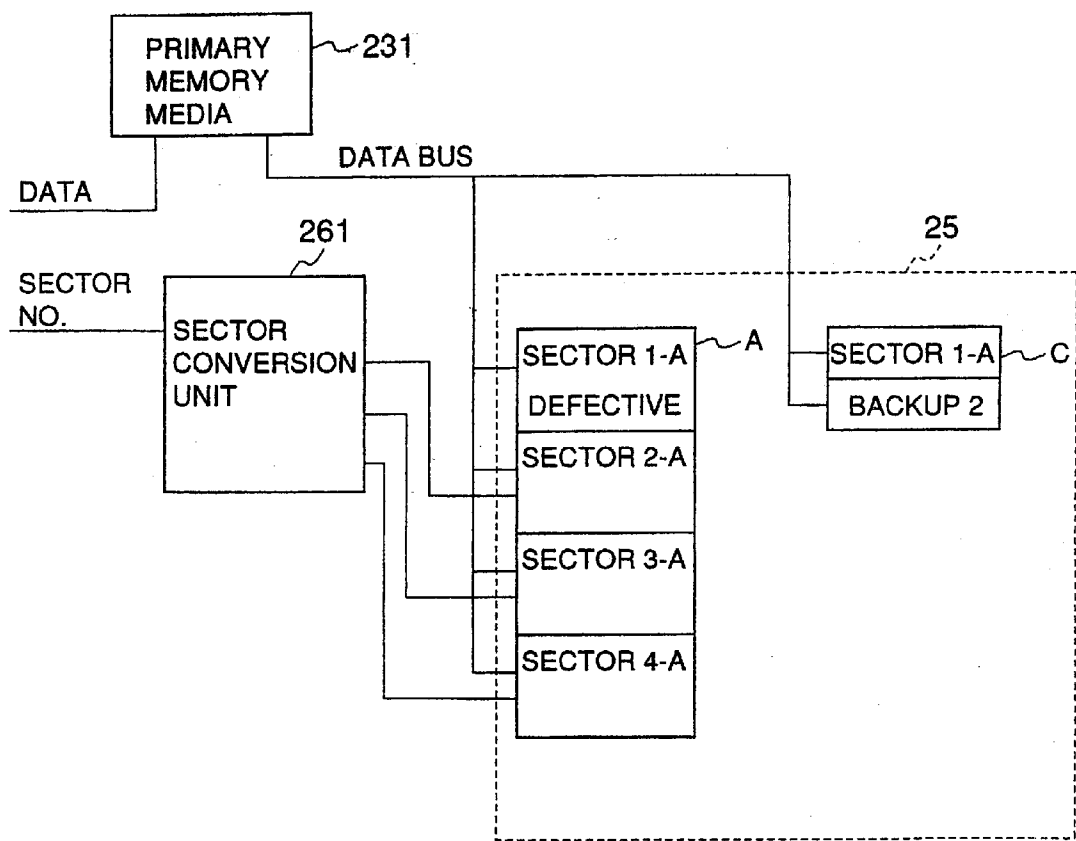 PRIMARY
MEMORY
MEDIA
231
DATA BUS
DATA
261
25
SECTOR
NO.
SECTOR
CONVERSION
UNIT
SECTOR 1-A
DEFECTIVE
A
SECTOR 2-A
SECTOR 3-A
SECTOR 4-A
SECTOR 1-A
C
BACKUP 2